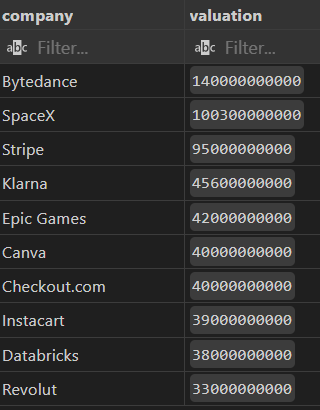 company valuation
abc Filter... abc Filter...
Bytedance 140000000000
SpaceX 100300000000
Stripe 95000000000
Klarna 45600000000
Epic Games 42000000000
Canva 40000000000
Checkout.com 40000000000
Instacart 39000000000
Databricks 38000000000
Revolut 33000000000